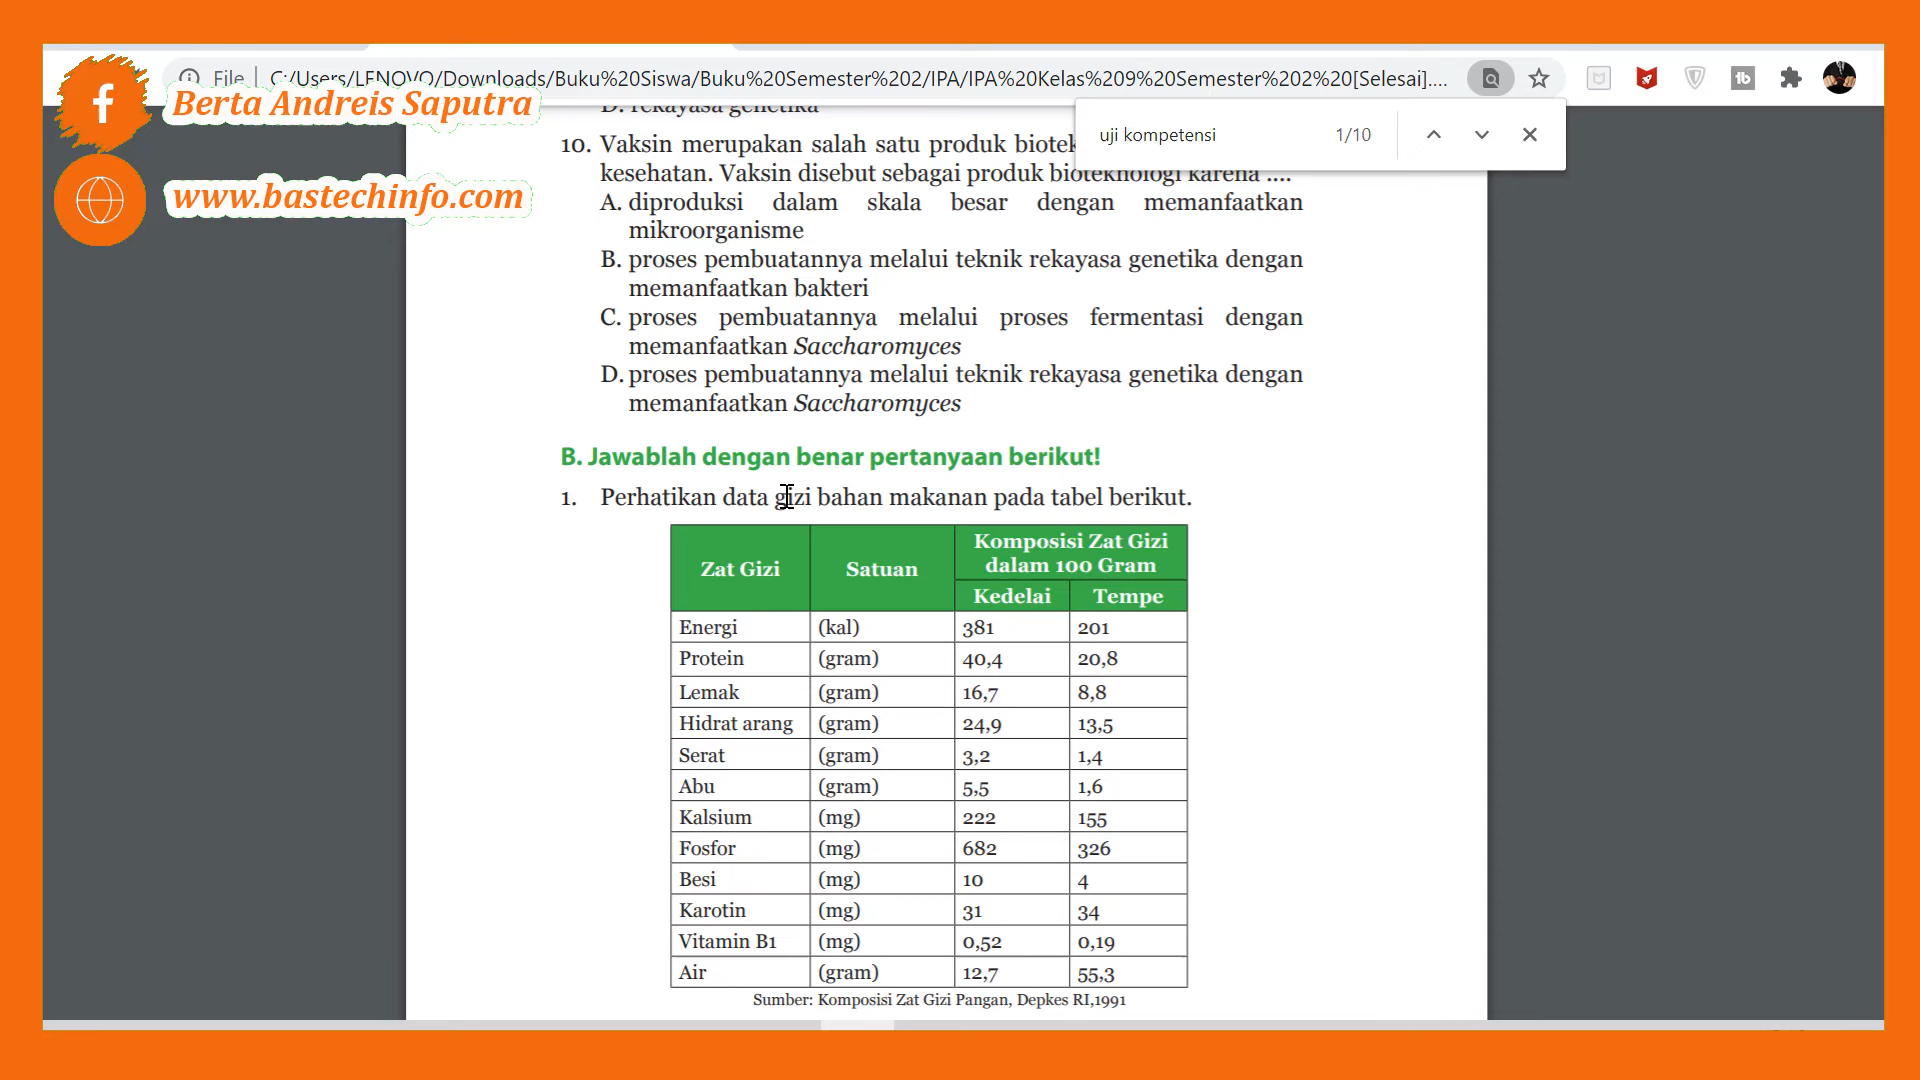 File
C:/Users/LENOVO/Downloads/Buku%20Siswa/Buku%20Semester%202/IPA/IPA%20Kelas%209%20Semester%202%20[Selesai]....
Berta Andreis Saputra
www.bastechinfo.com
uji kompetensi 1/10
D. rekayasa genetika
10. Vaksin merupakan salah satu produk
kesehatan. Vaksin disebut sebagai produk bioteknologi karena ....
A. diproduksi dalam skala besar dengan memanfaatkan
mikroorganisme
B. proses pembuatannya melalui teknik rekayasa genetika dengan
memanfaatkan bakteri
C. proses pembuatannya melalui proses fermentasi dengan
memanfaatkan Saccharomyces
D. proses pembuatannya melalui teknik rekayasa genetika dengan
memanfaatkan Saccharomyces
B. Jawablah dengan benar pertanyaan berikut!
1. Perhatikan data gizi bahan makanan pada tabel berikut.
Zat Gizi Satuan Komposisi Zat Gizi
dalam 100 Gram
Kedelai Tempe
Energi (kal) 381 201
Protein (gram) 40,4 20,8
Lemak (gram) 16,7 8,8
Hidrat arang (gram) 24,9 13,5
Serat (gram) 3,2 1,4
Abu (gram) 5,5 1,6
Kalsium (mg) 222 155
Fosfor (mg) 682 326
Besi (mg) 10 4
Karotin (mg) 31 34
Vitamin B1 (mg) 0,52 0,19
Air (gram) 12,7 55,3
Sumber: Komposisi Zat Gizi Pangan, Depkes RI,1991